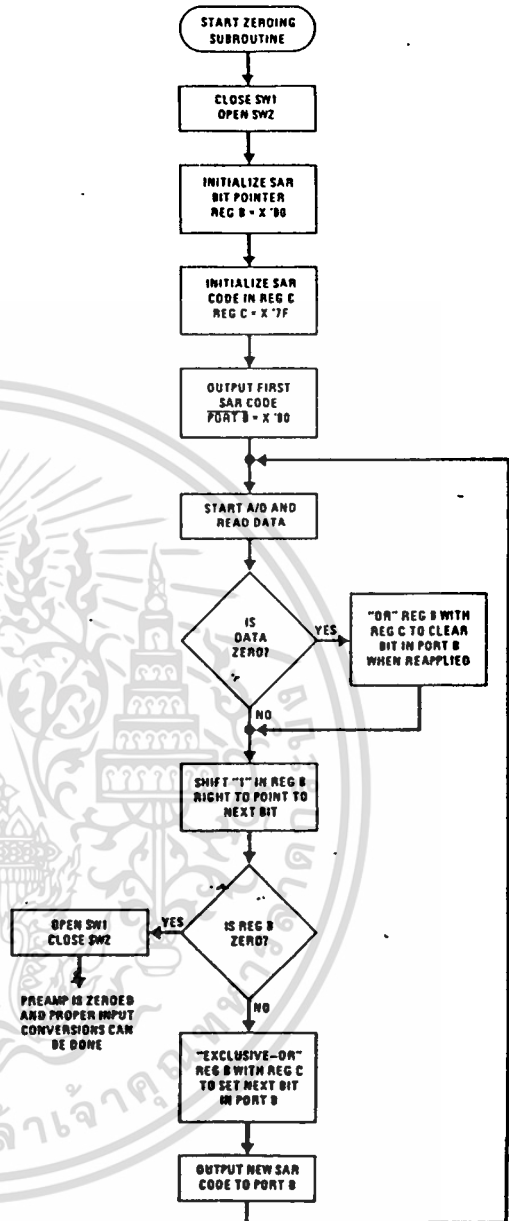 START ZEROING
SUBROUTINE
CLOSE SW1
OPEN SW2
INITIALIZE SAR
BIT POINTER
REG B = X '80
INITIALIZE SAR
CODE IN REG C
REG C = X '7F
OUTPUT FIRST
SAR CODE
PORT B = X '80
START A/D AND
READ DATA
IS
DATA
ZERO?
YES
"OR" REG B WITH
REG C TO CLEAR
BIT IN PORT B
WHEN REAPPLIED
NO
SHIFT "1" IN REG B
RIGHT TO POINT TO
NEXT BIT
IS REG B
ZERO?
YES
OPEN SW1
CLOSE SW2
PREAMP IS ZEROED
AND PROPER INPUT
CONVERSIONS CAN
BE DONE
NO
"EXCLUSIVE-OR"
REG B WITH REG C
TO SET NEXT BIT
IN PORT B
OUTPUT NEW SAR
CODE TO PORT B